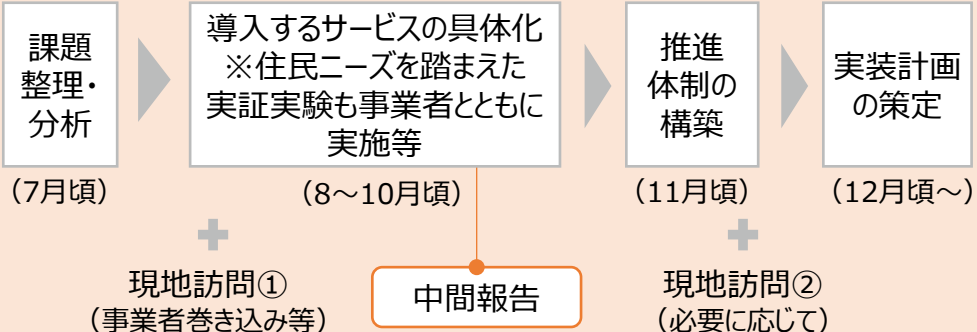 課題
整理・
分析
導入するサービスの具体化
※住民ニーズを踏まえた
実証実験も事業者とともに
実施等
推進
体制の
構築
実装計画
の策定
（7月頃）
（8～10月頃）
（11月頃）
（12月頃～）
現地訪問①
（事業者巻き込み等）
中間報告
現地訪問②
（必要に応じて）